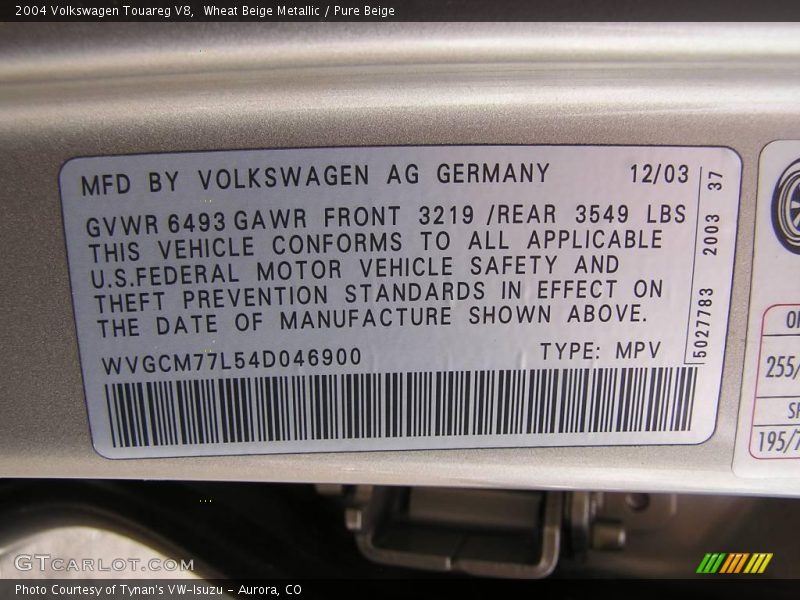 2004 Volkswagen Touareg V8, Wheat Beige Metallic / Pure Beige
MFD BY VOLKSWAGEN AG GERMANY 12/03
GVWR 6493 GAWR FRONT 3219 /REAR 3549 LBS
THIS VEHICLE CONFORMS TO ALL APPLICABLE
U.S.FEDERAL MOTOR VEHICLE SAFETY AND
THEFT PREVENTION STANDARDS IN EFFECT ON
THE DATE OF MANUFACTURE SHOWN ABOVE.
WVGCM77L54D046900 TYPE: MPV
5027783 2003 37
255/
195/7
GTCARLOT.COM
Photo Courtesy of Tynan's VW-Isuzu - Aurora, CO